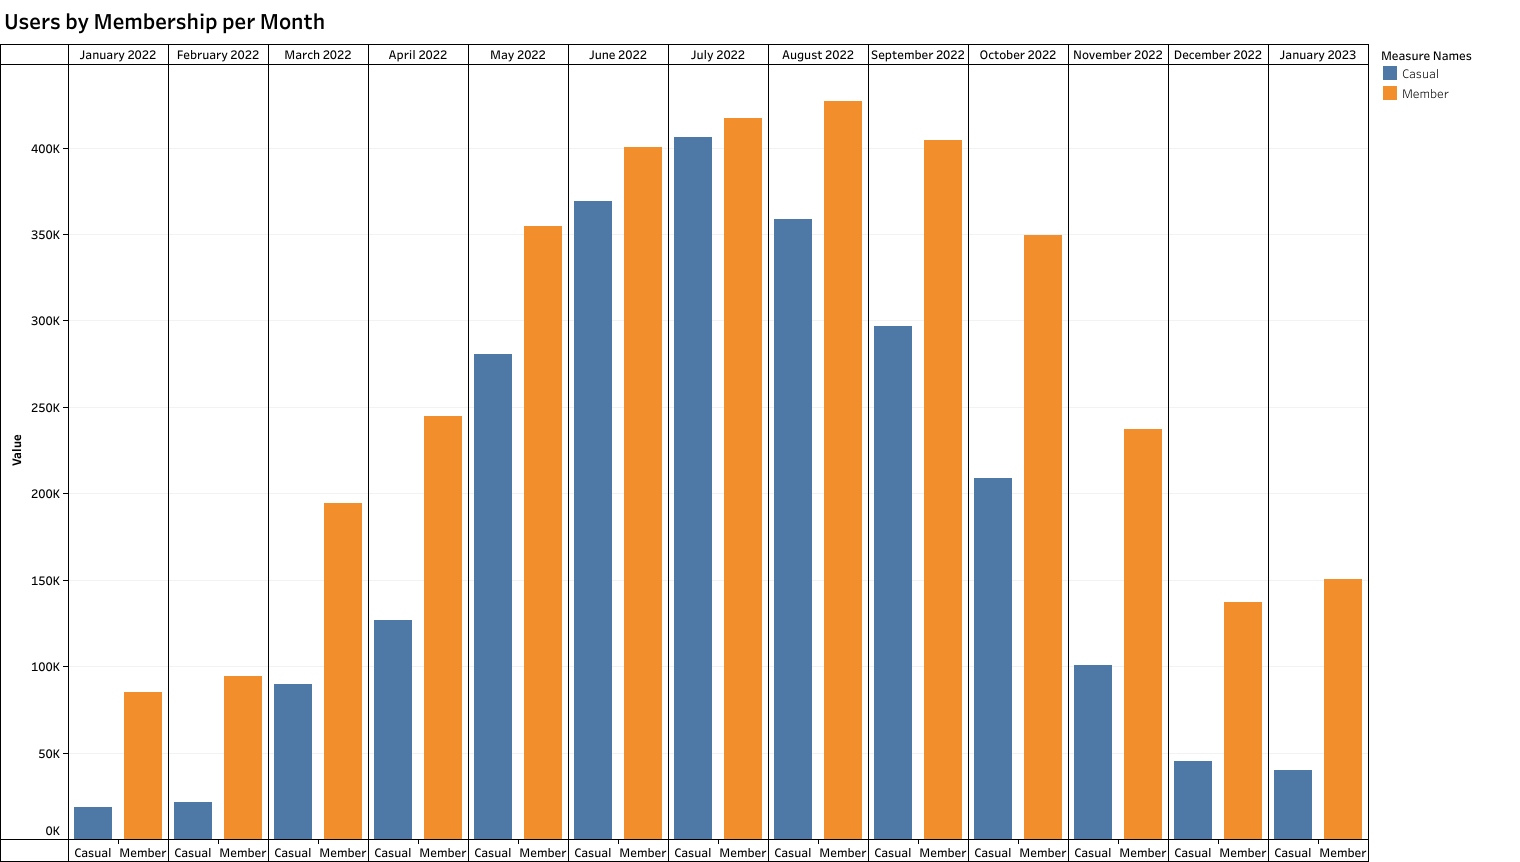 Users by Membership per Month
January 2022 February 2022 March 2022 April 2022 May 2022 June 2022 July 2022 August 2022 September 2022 October 2022 November 2022 December 2022 January 2023
Measure Names
Casual
Member
400K
350K
300K
250K
200K
150K
100K
50K
0K
Value
Casual Member Casual Member Casual Member Casual Member Casual Member Casual Member Casual Member Casual Member Casual Member Casual Member Casual Member Casual Member Casual Member